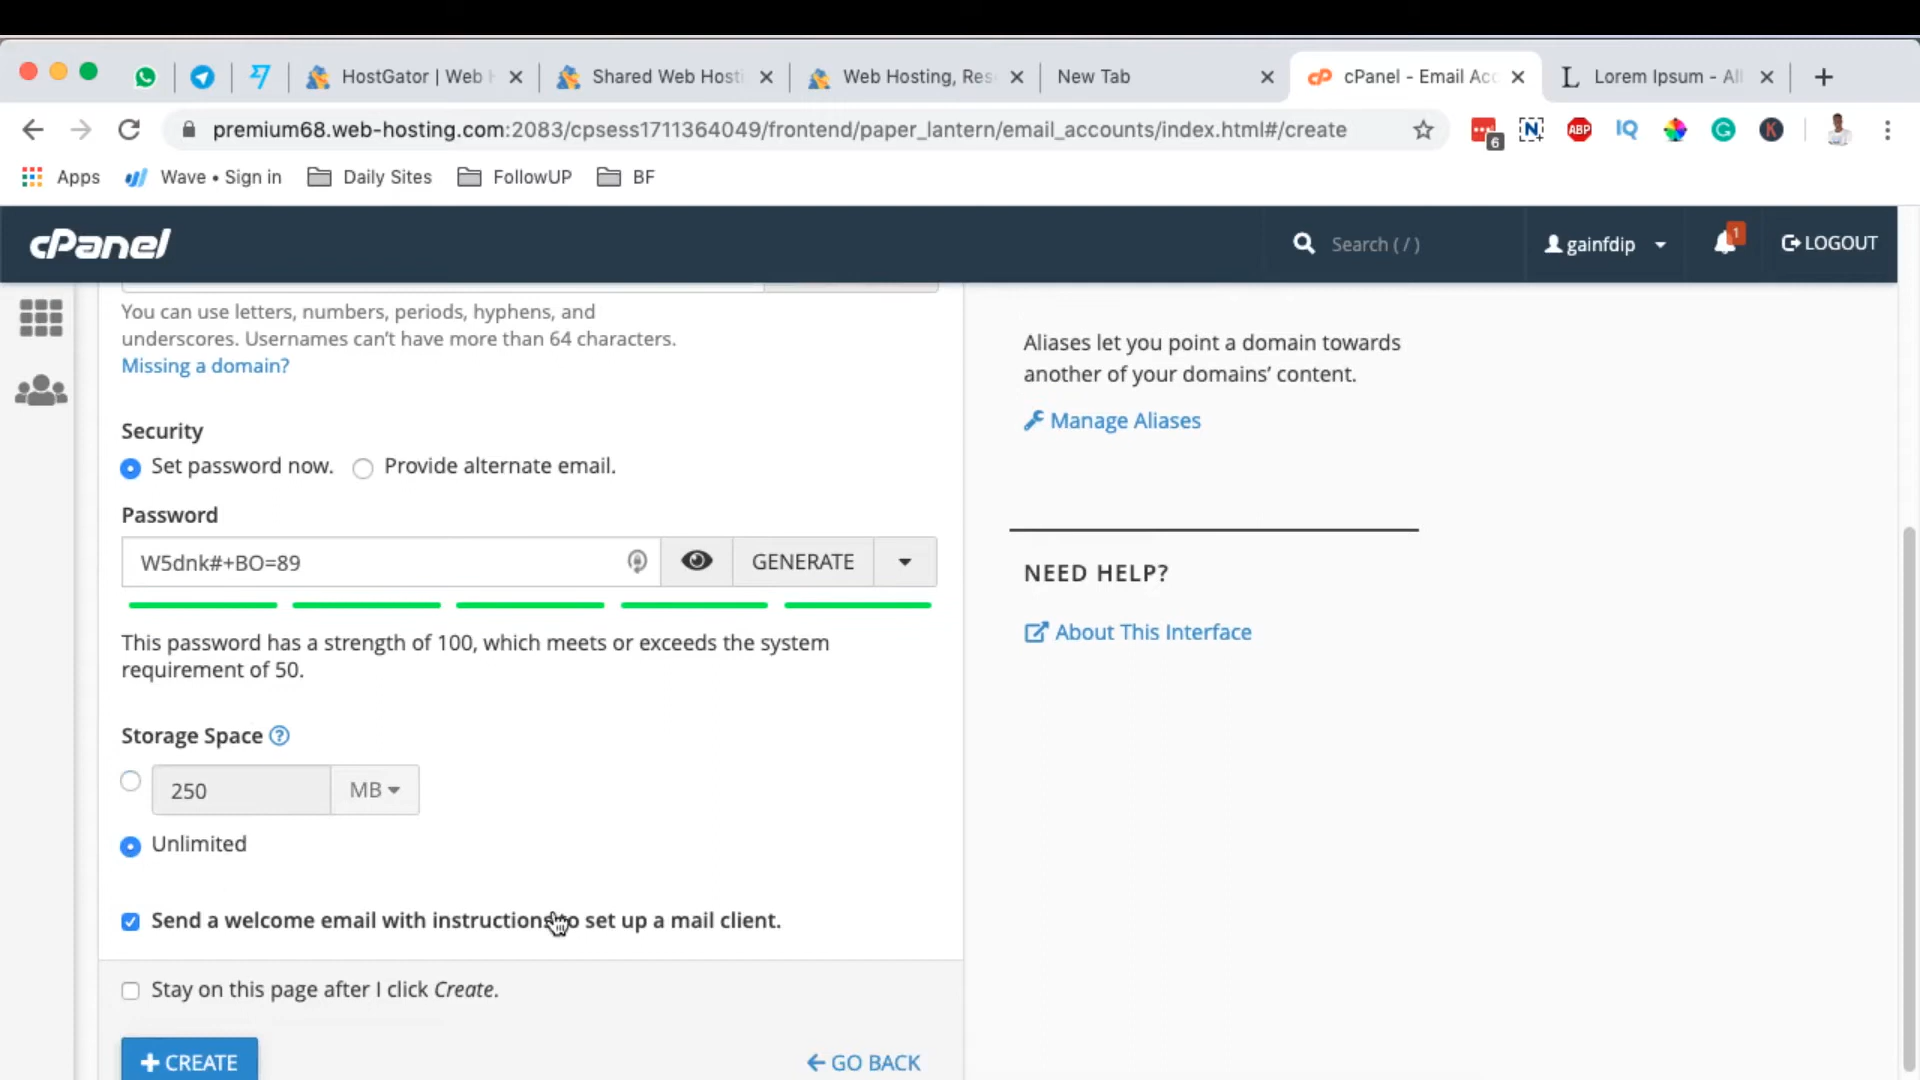 HostGator | Web H
Shared Web Hosti
Web Hosting, Res
New Tab
cPanel - Email Acc
Lorem Ipsum - All
premium68.web-hosting.com:2083/cpsess1711364049/frontend/paper_lantern/email_accounts/index.html#/create
6
ABP
IQ
G
K
Apps
Wave • Sign in
Daily Sites
FollowUP
BF
cPanel
Search ( / )
gainfdip
1
LOGOUT
You can use letters, numbers, periods, hyphens, and
underscores. Usernames can't have more than 64 characters.
Missing a domain?
Security
Set password now.
Provide alternate email.
Password
W5dnk#+BO=89
GENERATE
This password has a strength of 100, which meets or exceeds the system
requirement of 50.
Storage Space
250
MB
Unlimited
Send a welcome email with instructions to set up a mail client.
Stay on this page after I click Create.
+ CREATE
GO BACK
Aliases let you point a domain towards
another of your domains' content.
Manage Aliases
NEED HELP?
About This Interface